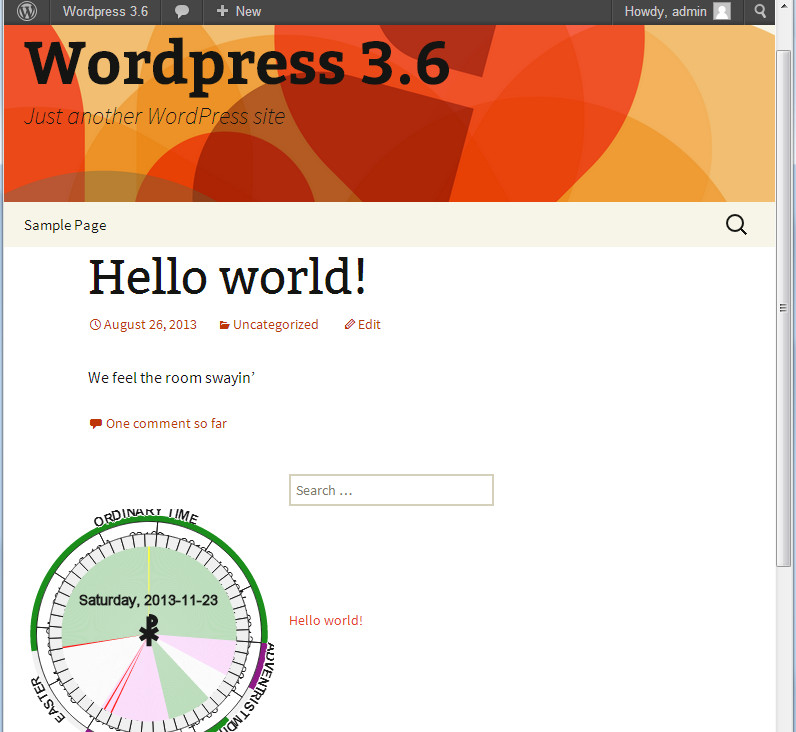 Wordpress 3.6 New Howdy, admin
Wordpress 3.6
Just another WordPress site
Sample Page
Hello world!
August 26, 2013 Uncategorized Edit
We feel the room swayin’
One comment so far
Search …
ORDINARY TIME
Saturday, 2013-11-23
Hello world!
EASTER
ADVENT